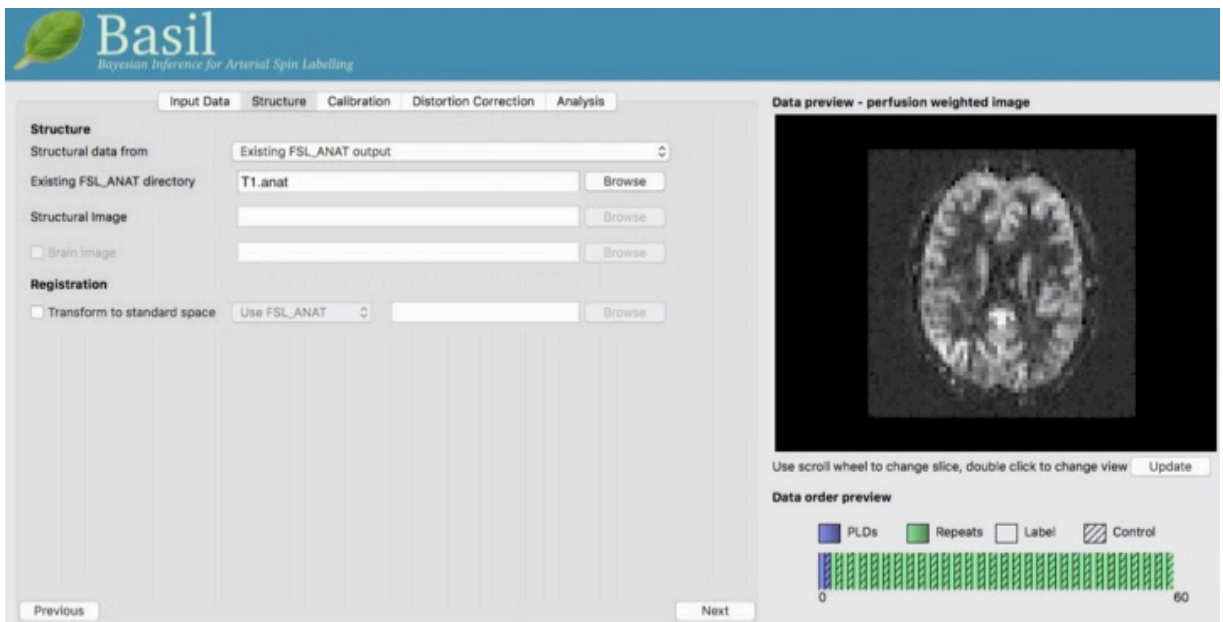 Basil
Bayesian Inference for Arterial Spin Labelling
Input Data Structure Calibration Distortion Correction Analysis
Structure
Structural data from Existing FSL_ANAT output
Existing FSL_ANAT directory T1.anat Browse
Structural Image Browse
Brain image Browse
Registration
Transform to standard space Use FSL_ANAT Browse
Previous Next
Data preview - perfusion weighted image
Use scroll wheel to change slice, double click to change view Update
Data order preview
PLDs Repeats Label Control
0 60